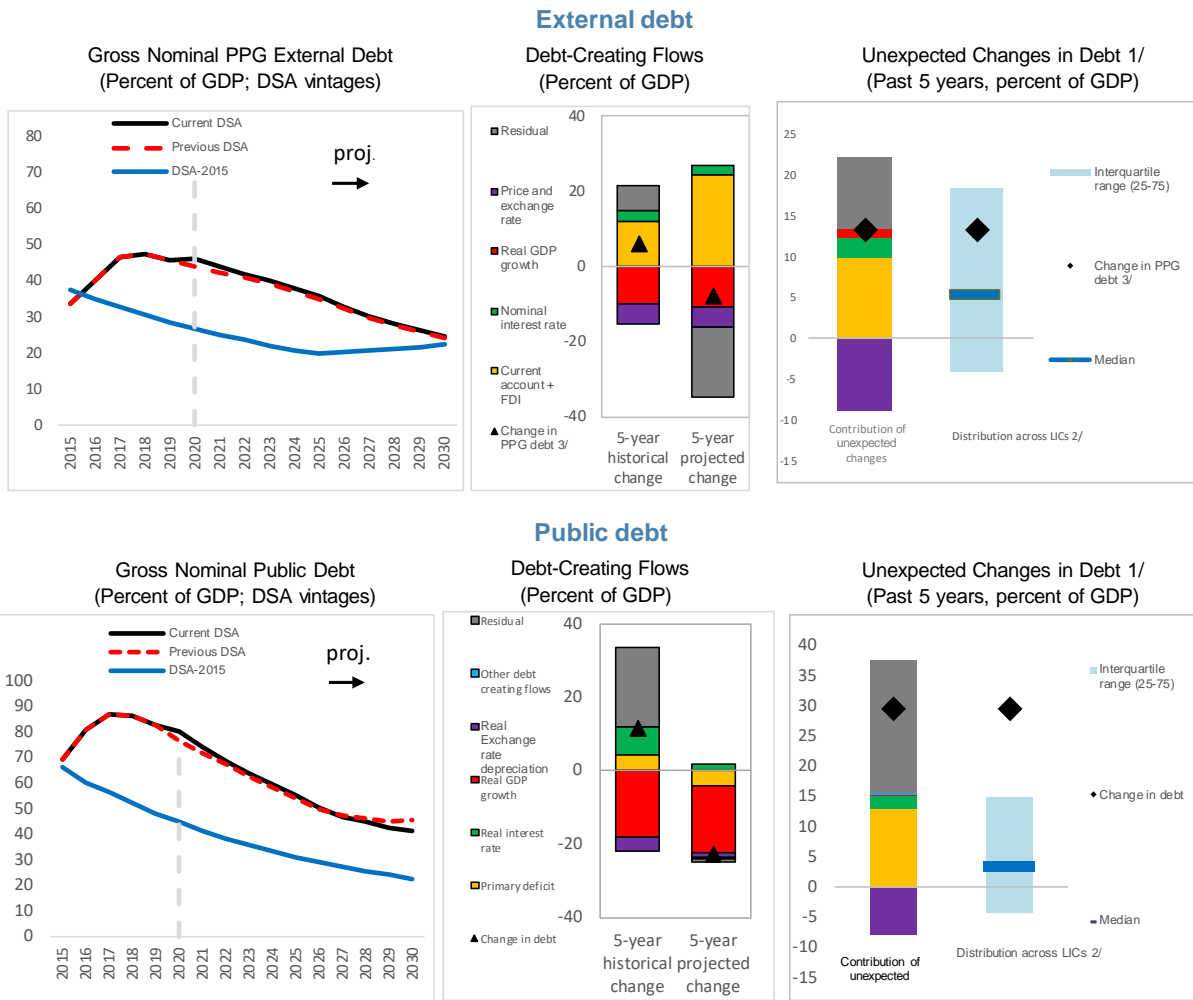 External debt
Gross Nominal PPG External Debt
(Percent of GDP; DSA vintages)
Current DSA
Previous DSA
DSA-2015
proj.
80
70
60
50
40
30
20
10
0
2015
2016
2017
2018
2019
2020
2021
2022
2023
2024
2025
2026
2027
2028
2029
2030
Debt-Creating Flows
(Percent of GDP)
Residual
Price and
exchange
rate
Real GDP
growth
Nominal
interest rate
Current
account +
FDI
Change in
PPG debt 3/
40
20
0
-20
-40
5-year
historical
change
5-year
projected
change
Unexpected Changes in Debt 1/
(Past 5 years, percent of GDP)
25
20
15
10
5
0
-5
-10
-15
Contribution of
unexpected
changes
Distribution across LICs 2/
Interquartile
range (25-75)
Change in PPG
debt 3/
Median
Public debt
Gross Nominal Public Debt
(Percent of GDP; DSA vintages)
Current DSA
Previous DSA
DSA-2015
proj.
100
90
80
70
60
50
40
30
20
10
0
2015
2016
2017
2018
2019
2020
2021
2022
2023
2024
2025
2026
2027
2028
2029
2030
Debt-Creating Flows
(Percent of GDP)
Residual
Other debt
creating flows
Real
Exchange
rate
depreciation
Real GDP
growth
Real interest
rate
Primary deficit
Change in debt
40
20
0
-20
-40
5-year
historical
change
5-year
projected
change
Unexpected Changes in Debt 1/
(Past 5 years, percent of GDP)
40
35
30
25
20
15
10
5
0
-5
-10
-15
Contribution of
unexpected
Distribution across LICs 2/
Interquartile
range (25-75)
Change in debt
Median